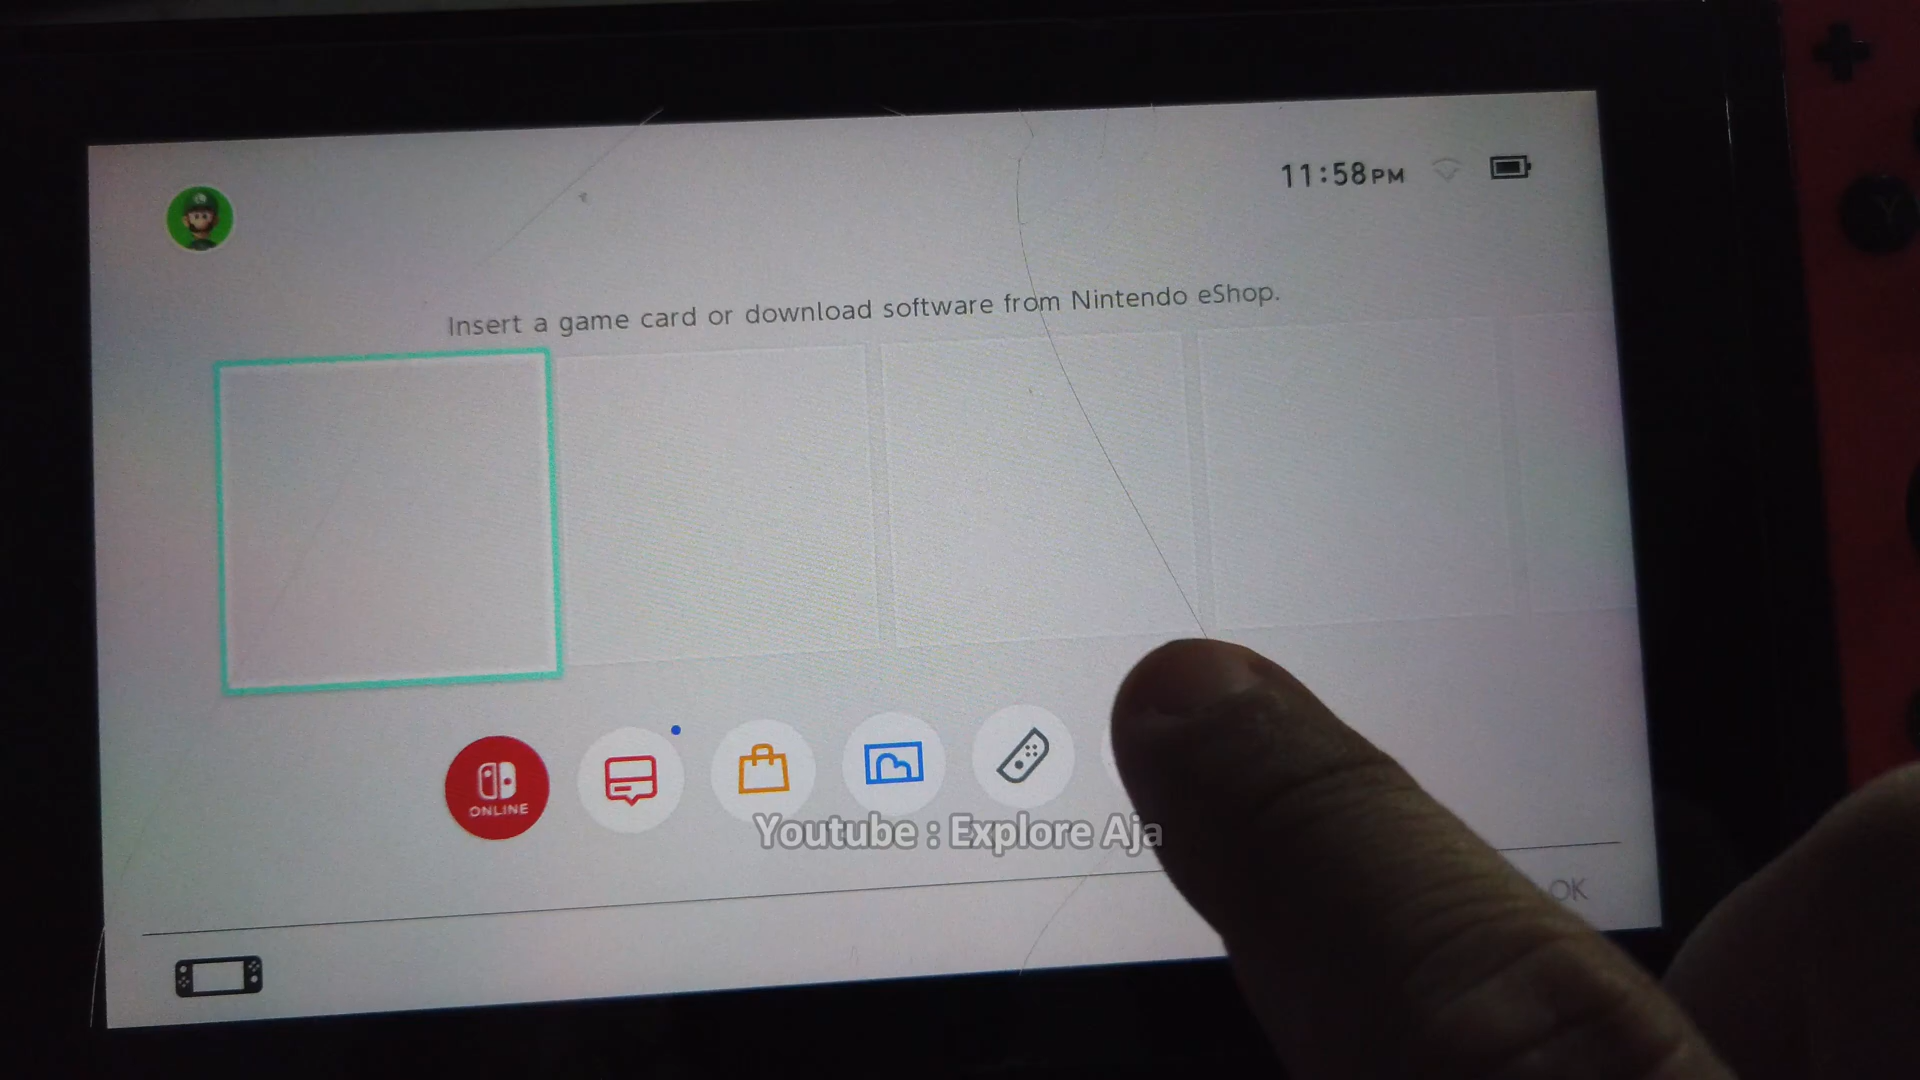 11:58PM
Insert a game card or download software from Nintendo eShop.
ONLINE
Youtube : Explore Aja
OK
Y